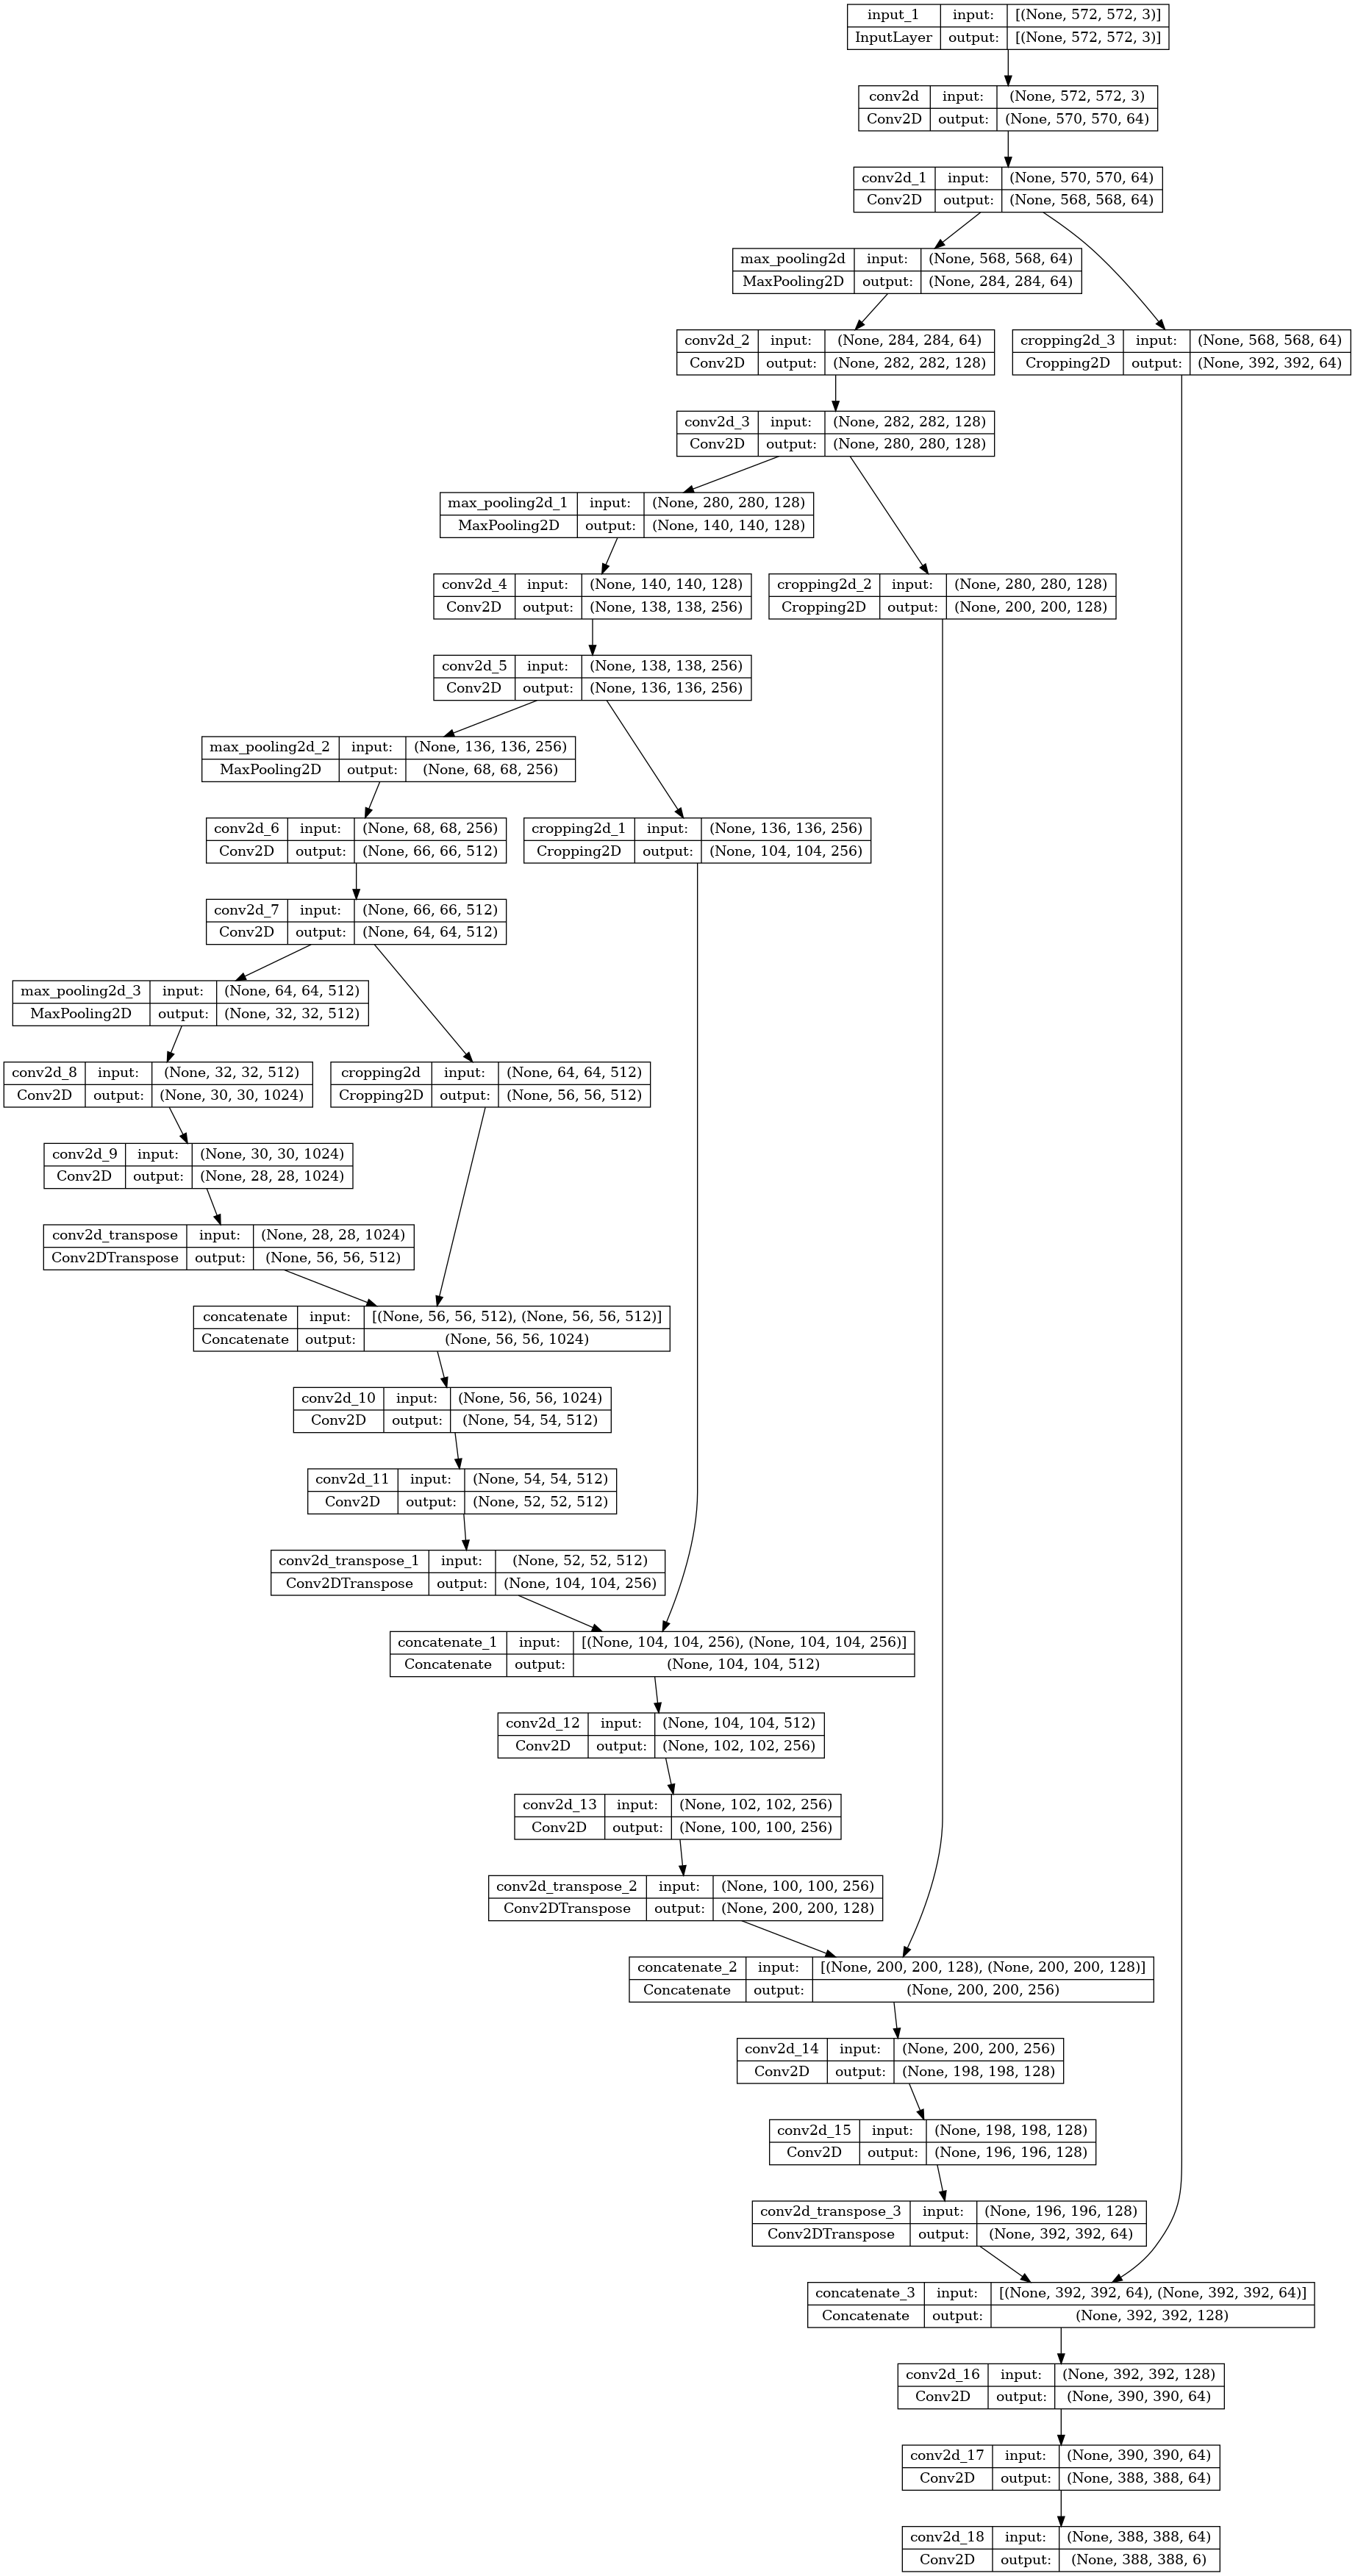 input_1 input: [(None, 572, 572, 3)]
InputLayer output: [(None, 572, 572, 3)]
conv2d input: (None, 572, 572, 3)
Conv2D output: (None, 570, 570, 64)
conv2d_1 input: (None, 570, 570, 64)
Conv2D output: (None, 568, 568, 64)
max_pooling2d input: (None, 568, 568, 64)
MaxPooling2D output: (None, 284, 284, 64)
conv2d_2 input: (None, 284, 284, 64)
Conv2D output: (None, 282, 282, 128)
cropping2d_3 input: (None, 568, 568, 64)
Cropping2D output: (None, 392, 392, 64)
conv2d_3 input: (None, 282, 282, 128)
Conv2D output: (None, 280, 280, 128)
max_pooling2d_1 input: (None, 280, 280, 128)
MaxPooling2D output: (None, 140, 140, 128)
conv2d_4 input: (None, 140, 140, 128)
Conv2D output: (None, 138, 138, 256)
cropping2d_2 input: (None, 280, 280, 128)
Cropping2D output: (None, 200, 200, 128)
conv2d_5 input: (None, 138, 138, 256)
Conv2D output: (None, 136, 136, 256)
max_pooling2d_2 input: (None, 136, 136, 256)
MaxPooling2D output: (None, 68, 68, 256)
conv2d_6 input: (None, 68, 68, 256)
Conv2D output: (None, 66, 66, 512)
cropping2d_1 input: (None, 136, 136, 256)
Cropping2D output: (None, 104, 104, 256)
conv2d_7 input: (None, 66, 66, 512)
Conv2D output: (None, 64, 64, 512)
max_pooling2d_3 input: (None, 64, 64, 512)
MaxPooling2D output: (None, 32, 32, 512)
conv2d_8 input: (None, 32, 32, 512)
Conv2D output: (None, 30, 30, 1024)
cropping2d input: (None, 64, 64, 512)
Cropping2D output: (None, 56, 56, 512)
conv2d_9 input: (None, 30, 30, 1024)
Conv2D output: (None, 28, 28, 1024)
conv2d_transpose input: (None, 28, 28, 1024)
Conv2DTranspose output: (None, 56, 56, 512)
concatenate input: [(None, 56, 56, 512), (None, 56, 56, 512)]
Concatenate output: (None, 56, 56, 1024)
conv2d_10 input: (None, 56, 56, 1024)
Conv2D output: (None, 54, 54, 512)
conv2d_11 input: (None, 54, 54, 512)
Conv2D output: (None, 52, 52, 512)
conv2d_transpose_1 input: (None, 52, 52, 512)
Conv2DTranspose output: (None, 104, 104, 256)
concatenate_1 input: [(None, 104, 104, 256), (None, 104, 104, 256)]
Concatenate output: (None, 104, 104, 512)
conv2d_12 input: (None, 104, 104, 512)
Conv2D output: (None, 102, 102, 256)
conv2d_13 input: (None, 102, 102, 256)
Conv2D output: (None, 100, 100, 256)
conv2d_transpose_2 input: (None, 100, 100, 256)
Conv2DTranspose output: (None, 200, 200, 128)
concatenate_2 input: [(None, 200, 200, 128), (None, 200, 200, 128)]
Concatenate output: (None, 200, 200, 256)
conv2d_14 input: (None, 200, 200, 256)
Conv2D output: (None, 198, 198, 128)
conv2d_15 input: (None, 198, 198, 128)
Conv2D output: (None, 196, 196, 128)
conv2d_transpose_3 input: (None, 196, 196, 128)
Conv2DTranspose output: (None, 392, 392, 64)
concatenate_3 input: [(None, 392, 392, 64), (None, 392, 392, 64)]
Concatenate output: (None, 392, 392, 128)
conv2d_16 input: (None, 392, 392, 128)
Conv2D output: (None, 390, 390, 64)
conv2d_17 input: (None, 390, 390, 64)
Conv2D output: (None, 388, 388, 64)
conv2d_18 input: (None, 388, 388, 64)
Conv2D output: (None, 388, 388, 6)